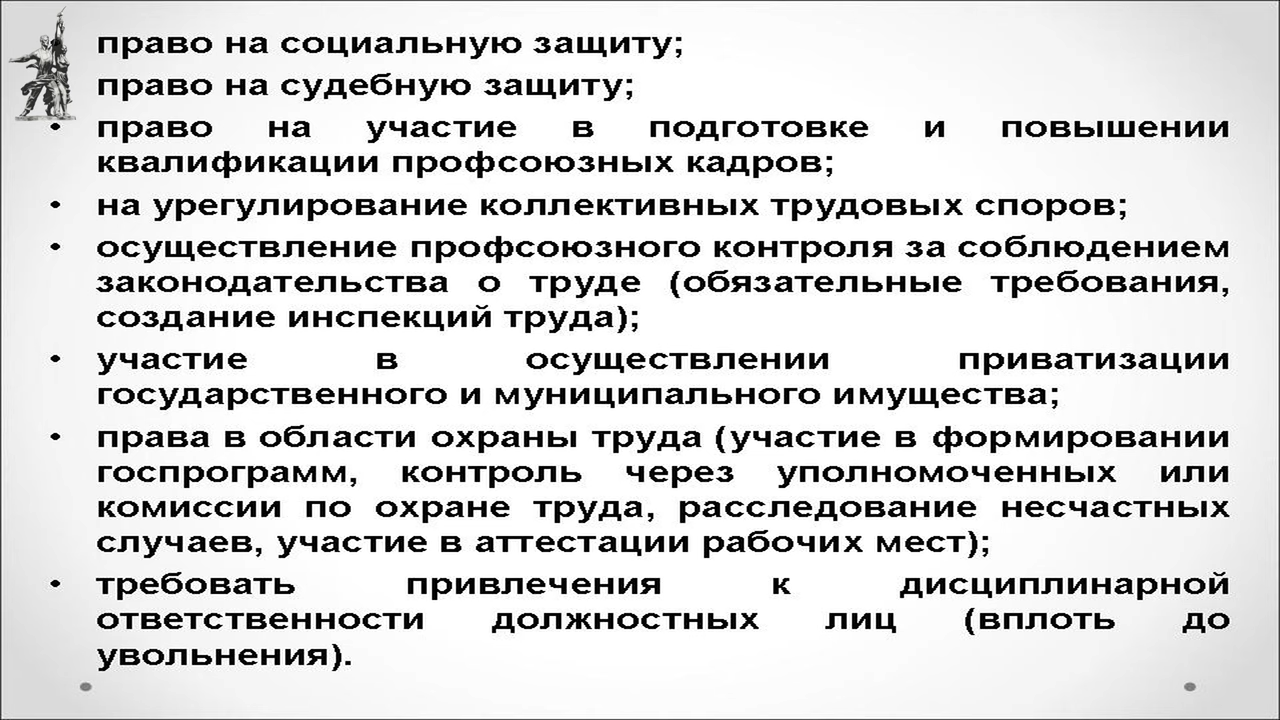 право на социальную защиту;
право на судебную защиту;
• право на участие в подготовке и повышении
квалификации профсоюзных кадров;
• на урегулирование коллективных трудовых споров;
• осуществление профсоюзного контроля за соблюдением
законодательства о труде (обязательные требования,
создание инспекций труда);
• участие в осуществлении приватизации
государственного и муниципального имущества;
• права в области охраны труда (участие в формировании
госпрограмм, контроль через уполномоченных или
комиссии по охране труда, расследование несчастных
случаев, участие в аттестации рабочих мест);
• требовать привлечения к дисциплинарной
ответственности должностных лиц (вплоть до
увольнения).